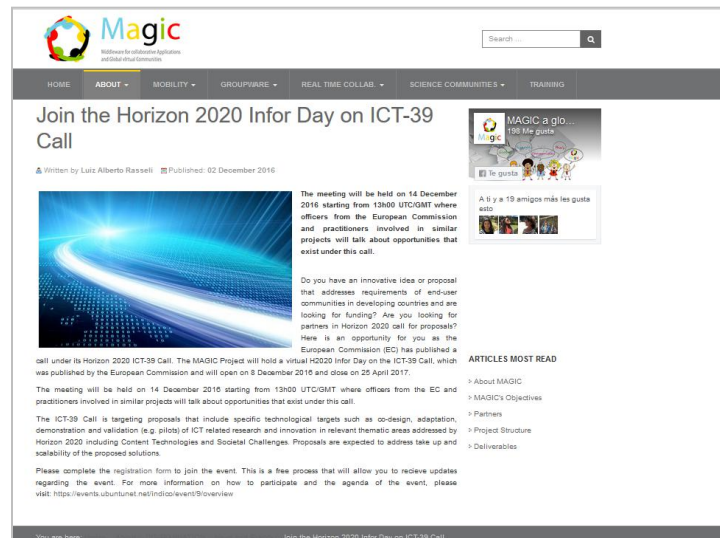 Magic
Middleware for collaborative Applications
and Global virtual Communities
Search ...
HOME
ABOUT
MOBILITY
GROUPWARE
REAL TIME COLLAB.
SCIENCE COMMUNITIES
TRAINING
Join the Horizon 2020 Infor Day on ICT-39
Call
Written by Luiz Alberto Rasseli Published: 02 December 2016
The meeting will be held on 14 December
2016 starting from 13h00 UTC/GMT where
officers from the European Commission
and practitioners involved in similar
projects will talk about opportunities that
exist under this call.
Do you have an innovative idea or proposal
that addresses requirements of end-user
communities in developing countries and are
looking for funding? Are you looking for
partners in Horizon 2020 call for proposals?
Here is an opportunity for you as the
European Commission (EC) has published a
call under its Horizon 2020 ICT-39 Call. The MAGIC Project will hold a virtual H2020 Infor Day on the ICT-39 Call, which
was published by the European Commission and will open on 8 December 2016 and close on 25 April 2017.
The meeting will be held on 14 December 2016 starting from 13h00 UTC/GMT where officers from the EC and
practitioners involved in similar projects will talk about opportunities that exist under this call.
The ICT-39 Call is targeting proposals that include specific technological targets such as co-design, adaptation,
demonstration and validation (e.g. pilots) of ICT related research and innovation in relevant thematic areas addressed by
Horizon 2020 including Content Technologies and Societal Challenges. Proposals are expected to address take up and
scalability of the proposed solutions.
Please complete the registration form to join the event. This is a free process that will allow you to recieve updates
regarding the event. For more information on how to participate and the agenda of the event, please
visit: https://events.ubuntunet.net/indico/event/9/overview
MAGIC a glo...
198 Me gusta
Magic
Te gusta
A ti y a 19 amigos más les gusta
esto
ARTICLES MOST READ
About MAGIC
MAGIC's Objectives
Partners
Project Structure
Deliverables
You are here:
Join the Horizon 2020 Infor Day on ICT-39 Call